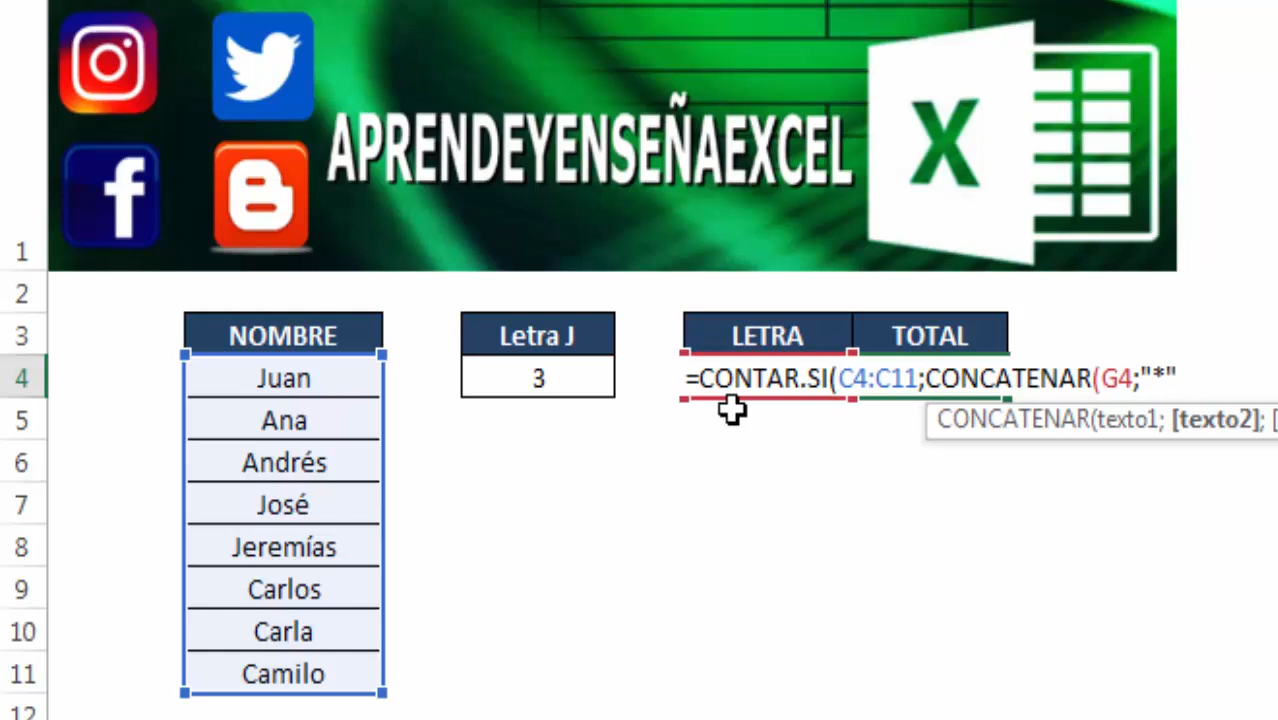 APRENDEYENSEÑAEXCEL
X
1
2
3 NOMBRE Letra J LETRA TOTAL
4 Juan 3 =CONTAR.SI(C4:C11;CONCATENAR(G4;"*"
5 Ana CONCATENAR(texto1; [texto2]; [
6 Andrés
7 José
8 Jeremías
9 Carlos
10 Carla
11 Camilo
12